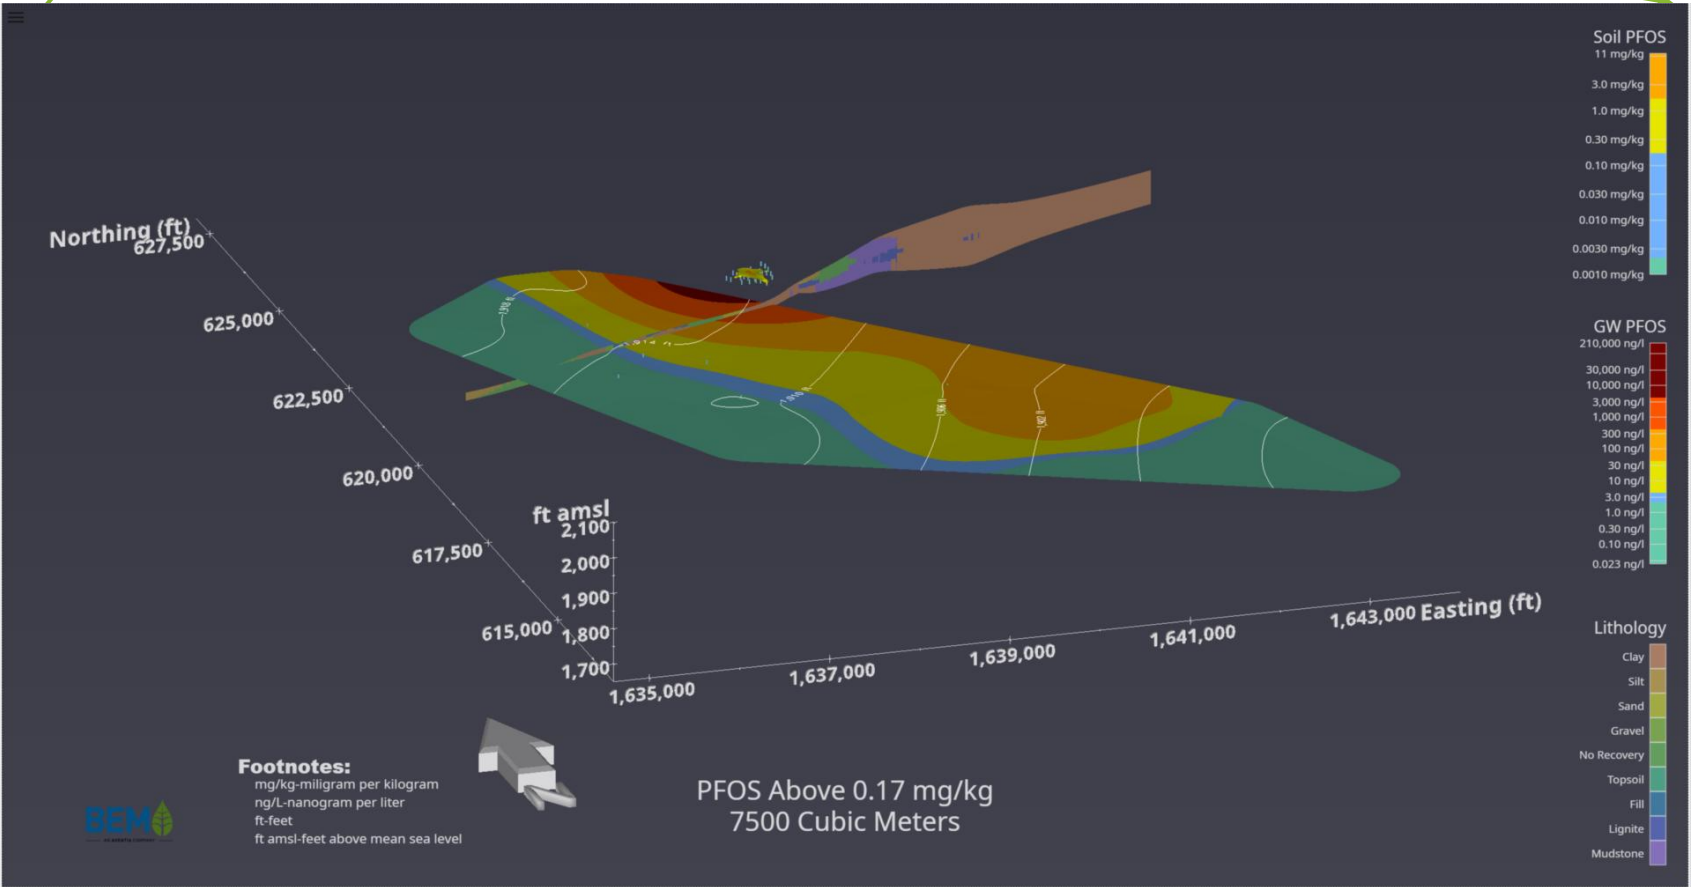 Soil PFOS
11 mg/kg
3.0 mg/kg
1.0 mg/kg
0.30 mg/kg
0.10 mg/kg
0.030 mg/kg
0.010 mg/kg
0.0030 mg/kg
0.0010 mg/kg
GW PFOS
210,000 ng/l
30,000 ng/l
10,000 ng/l
3,000 ng/l
1,000 ng/l
300 ng/l
100 ng/l
30 ng/l
10 ng/l
3.0 ng/l
1.0 ng/l
0.30 ng/l
0.10 ng/l
0.023 ng/l
Lithology
Clay
Silt
Sand
Gravel
No Recovery
Topsoil
Fill
Lignite
Mudstone
Northing (ft)
627,500
625,000
622,500
620,000
617,500
615,000
ft amsl
2,100
2,000
1,900
1,800
1,700
1,635,000
1,637,000
1,639,000
1,641,000
1,643,000
Easting (ft)
Footnotes:
mg/kg-miligram per kilogram
ng/L-nanogram per liter
ft-feet
ft amsl-feet above mean sea level
BEM
PFOS Above 0.17 mg/kg
7500 Cubic Meters